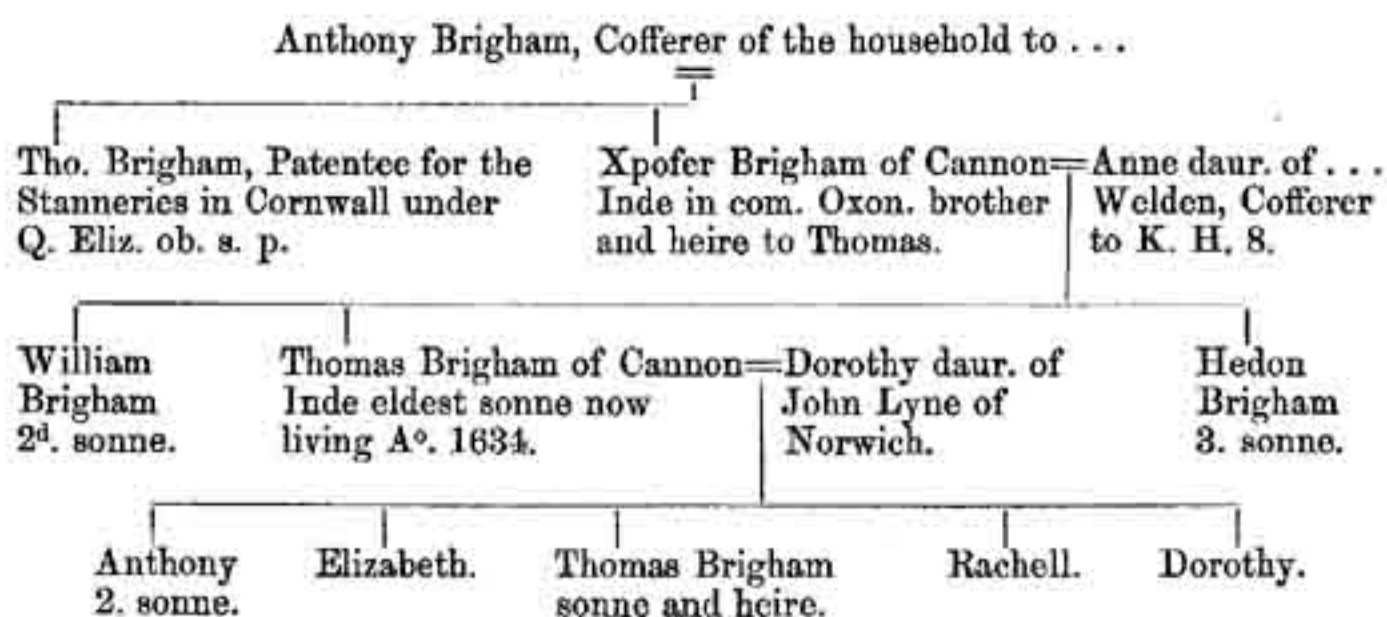 Anthony Brigham, Cofferer of the household to . . .
Tho. Brigham, Patentee for the
Stanneries in Cornwall under
Q. Eliz. ob. s. p.
Xpofer Brigham of Cannon=
Inde in com. Oxon. brother
and heire to Thomas.
Anne daur. of . . .
Welden, Cofferer
to K. H. 8.
William
Brigham
2d. sonne.
Thomas Brigham of Cannon=
Inde eldest sonne now
living Ao. 1634.
Dorothy daur. of
John Lyne of
Norwich.
Hedon
Brigham
3. sonne.
Anthony
2. sonne.
Elizabeth.
Thomas Brigham
sonne and heire.
Rachell.
Dorothy.